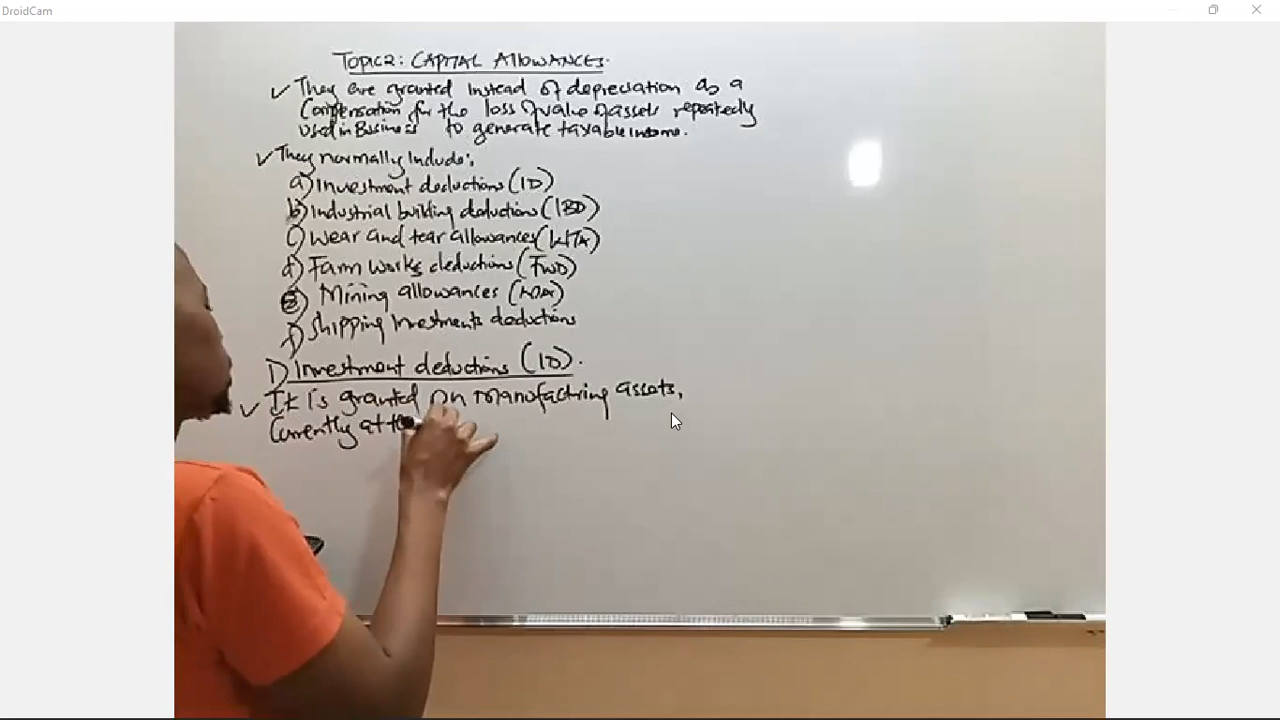 DroidCam
TOPIC 2: CAPITAL AllOWANCES.
✓ They are granted instead of depreciation as a
Compensation for the loss of value of assets repeatedly
used in Business to generate taxable income.
✓ They normally include:
a) Investment deductions (ID)
b) Industrial building deductions (IBD)
c) Wear and tear allowances (WTA)
d) Farm works deductions (FWD)
e) Mining allowances (MA)
f) Shipping Investments deductions
1) Investment deductions (ID).
✓ It is granted on manufacturing assets,
Currently at